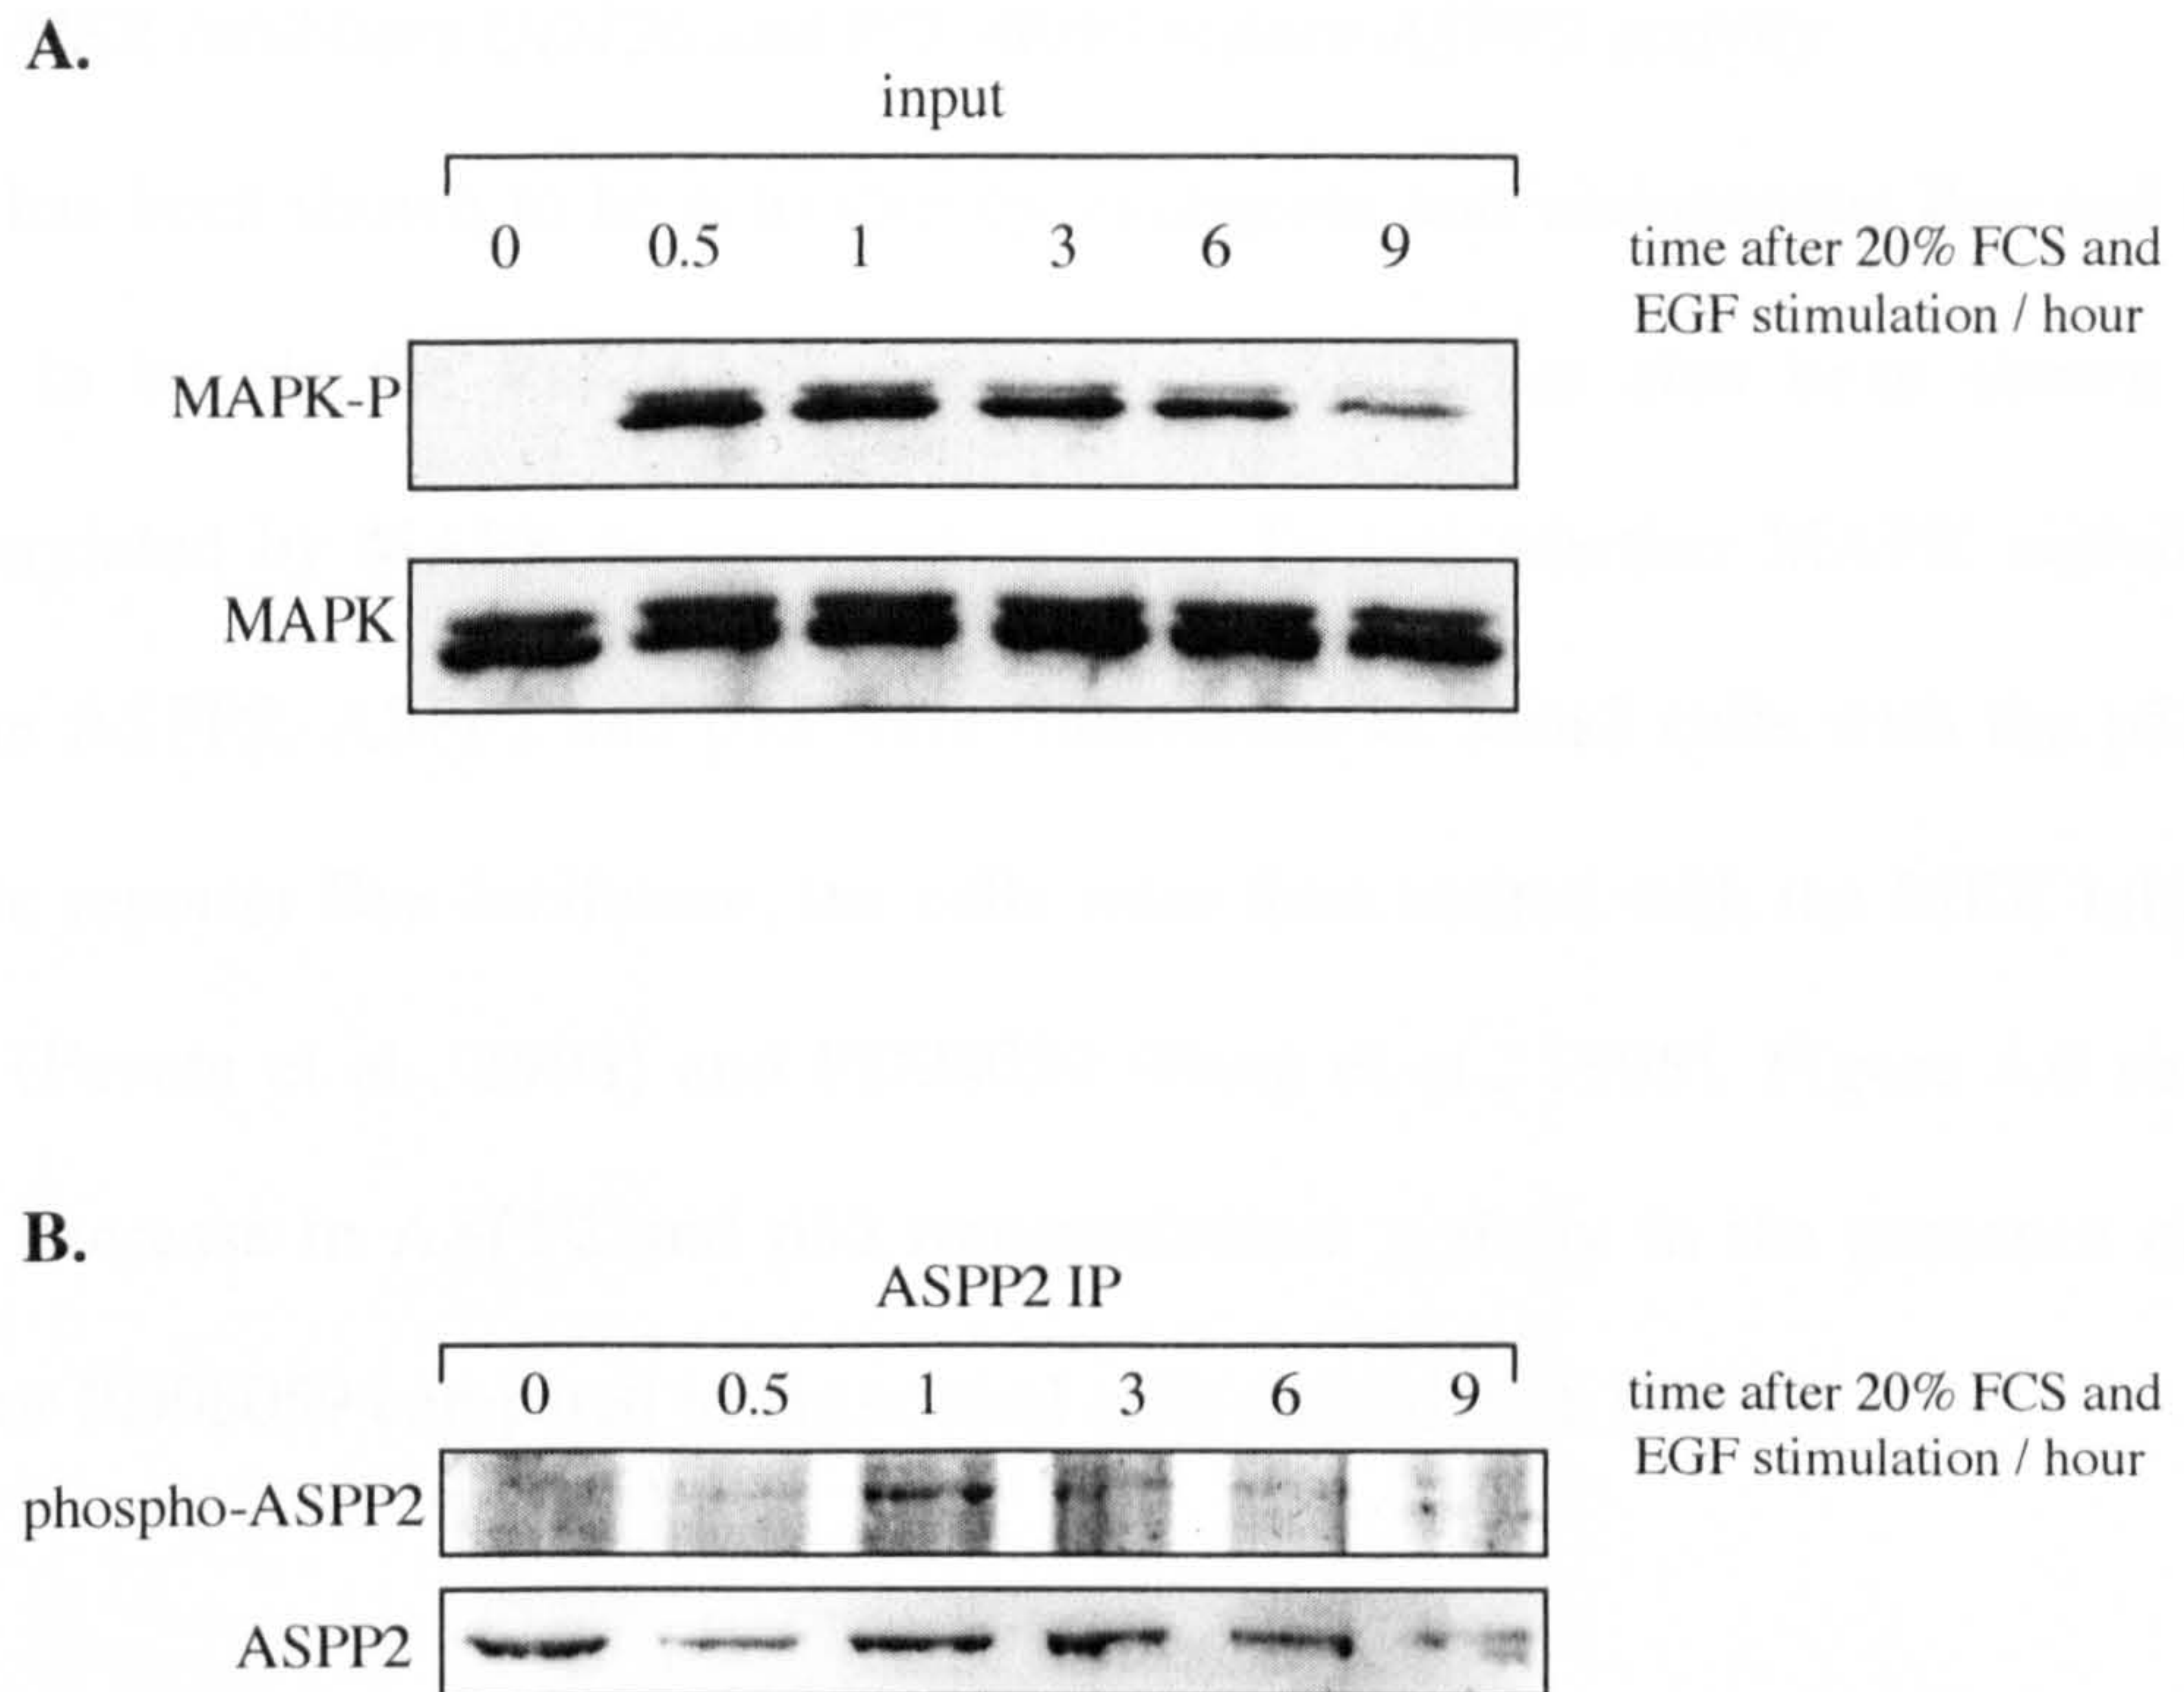 A.
input
0 0.5 1 3 6 9
time after 20% FCS and
EGF stimulation / hour
MAPK-P
MAPK
B.
ASPP2 IP
0 0.5 1 3 6 9
time after 20% FCS and
EGF stimulation / hour
phospho-ASPP2
ASPP2